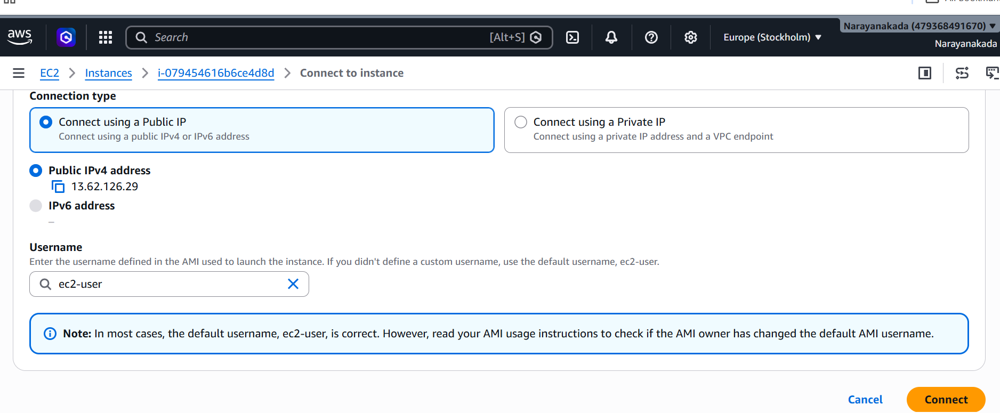 aws
Search [Alt+S]
Europe (Stockholm)
Narayanakada (479368491670)
Narayanakada
EC2 Instances i-079454616b6ce4d8d Connect to instance
Connection type
Connect using a Public IP
Connect using a public IPv4 or IPv6 address
Connect using a Private IP
Connect using a private IP address and a VPC endpoint
Public IPv4 address
13.62.126.29
IPv6 address
–
Username
Enter the username defined in the AMI used to launch the instance. If you didn't define a custom username, use the default username, ec2-user.
ec2-user
Note: In most cases, the default username, ec2-user, is correct. However, read your AMI usage instructions to check if the AMI owner has changed the default AMI username.
Cancel Connect